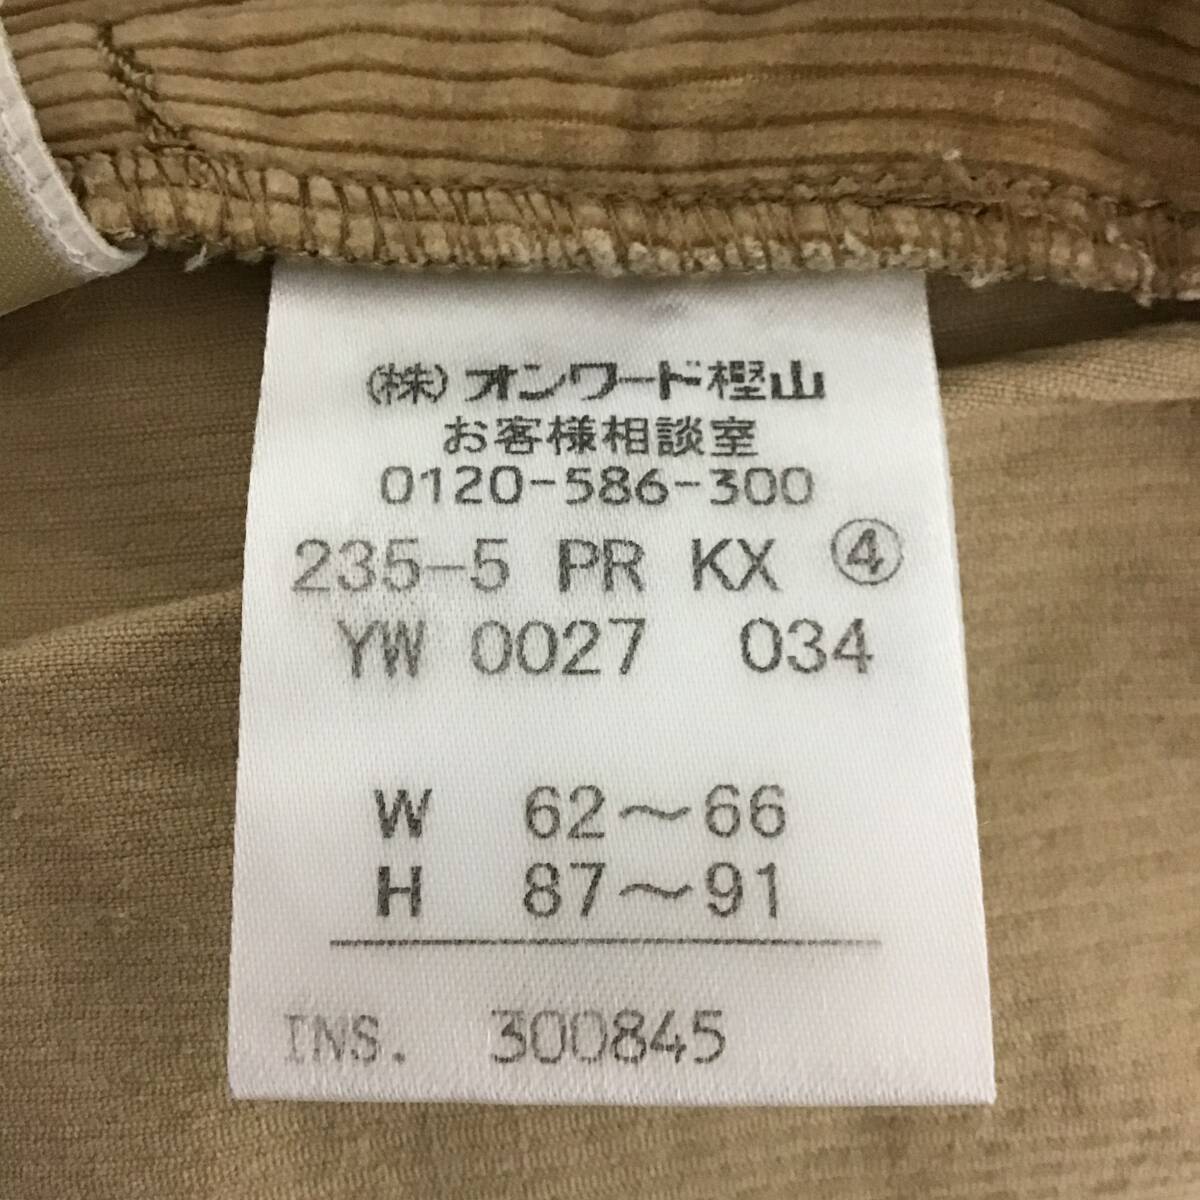 (株)オンワード樫山
お客様相談室
0120-586-300
235-5 PR KX ④
YW 0027 034
W 62～66
H 87～91
INS. 300845